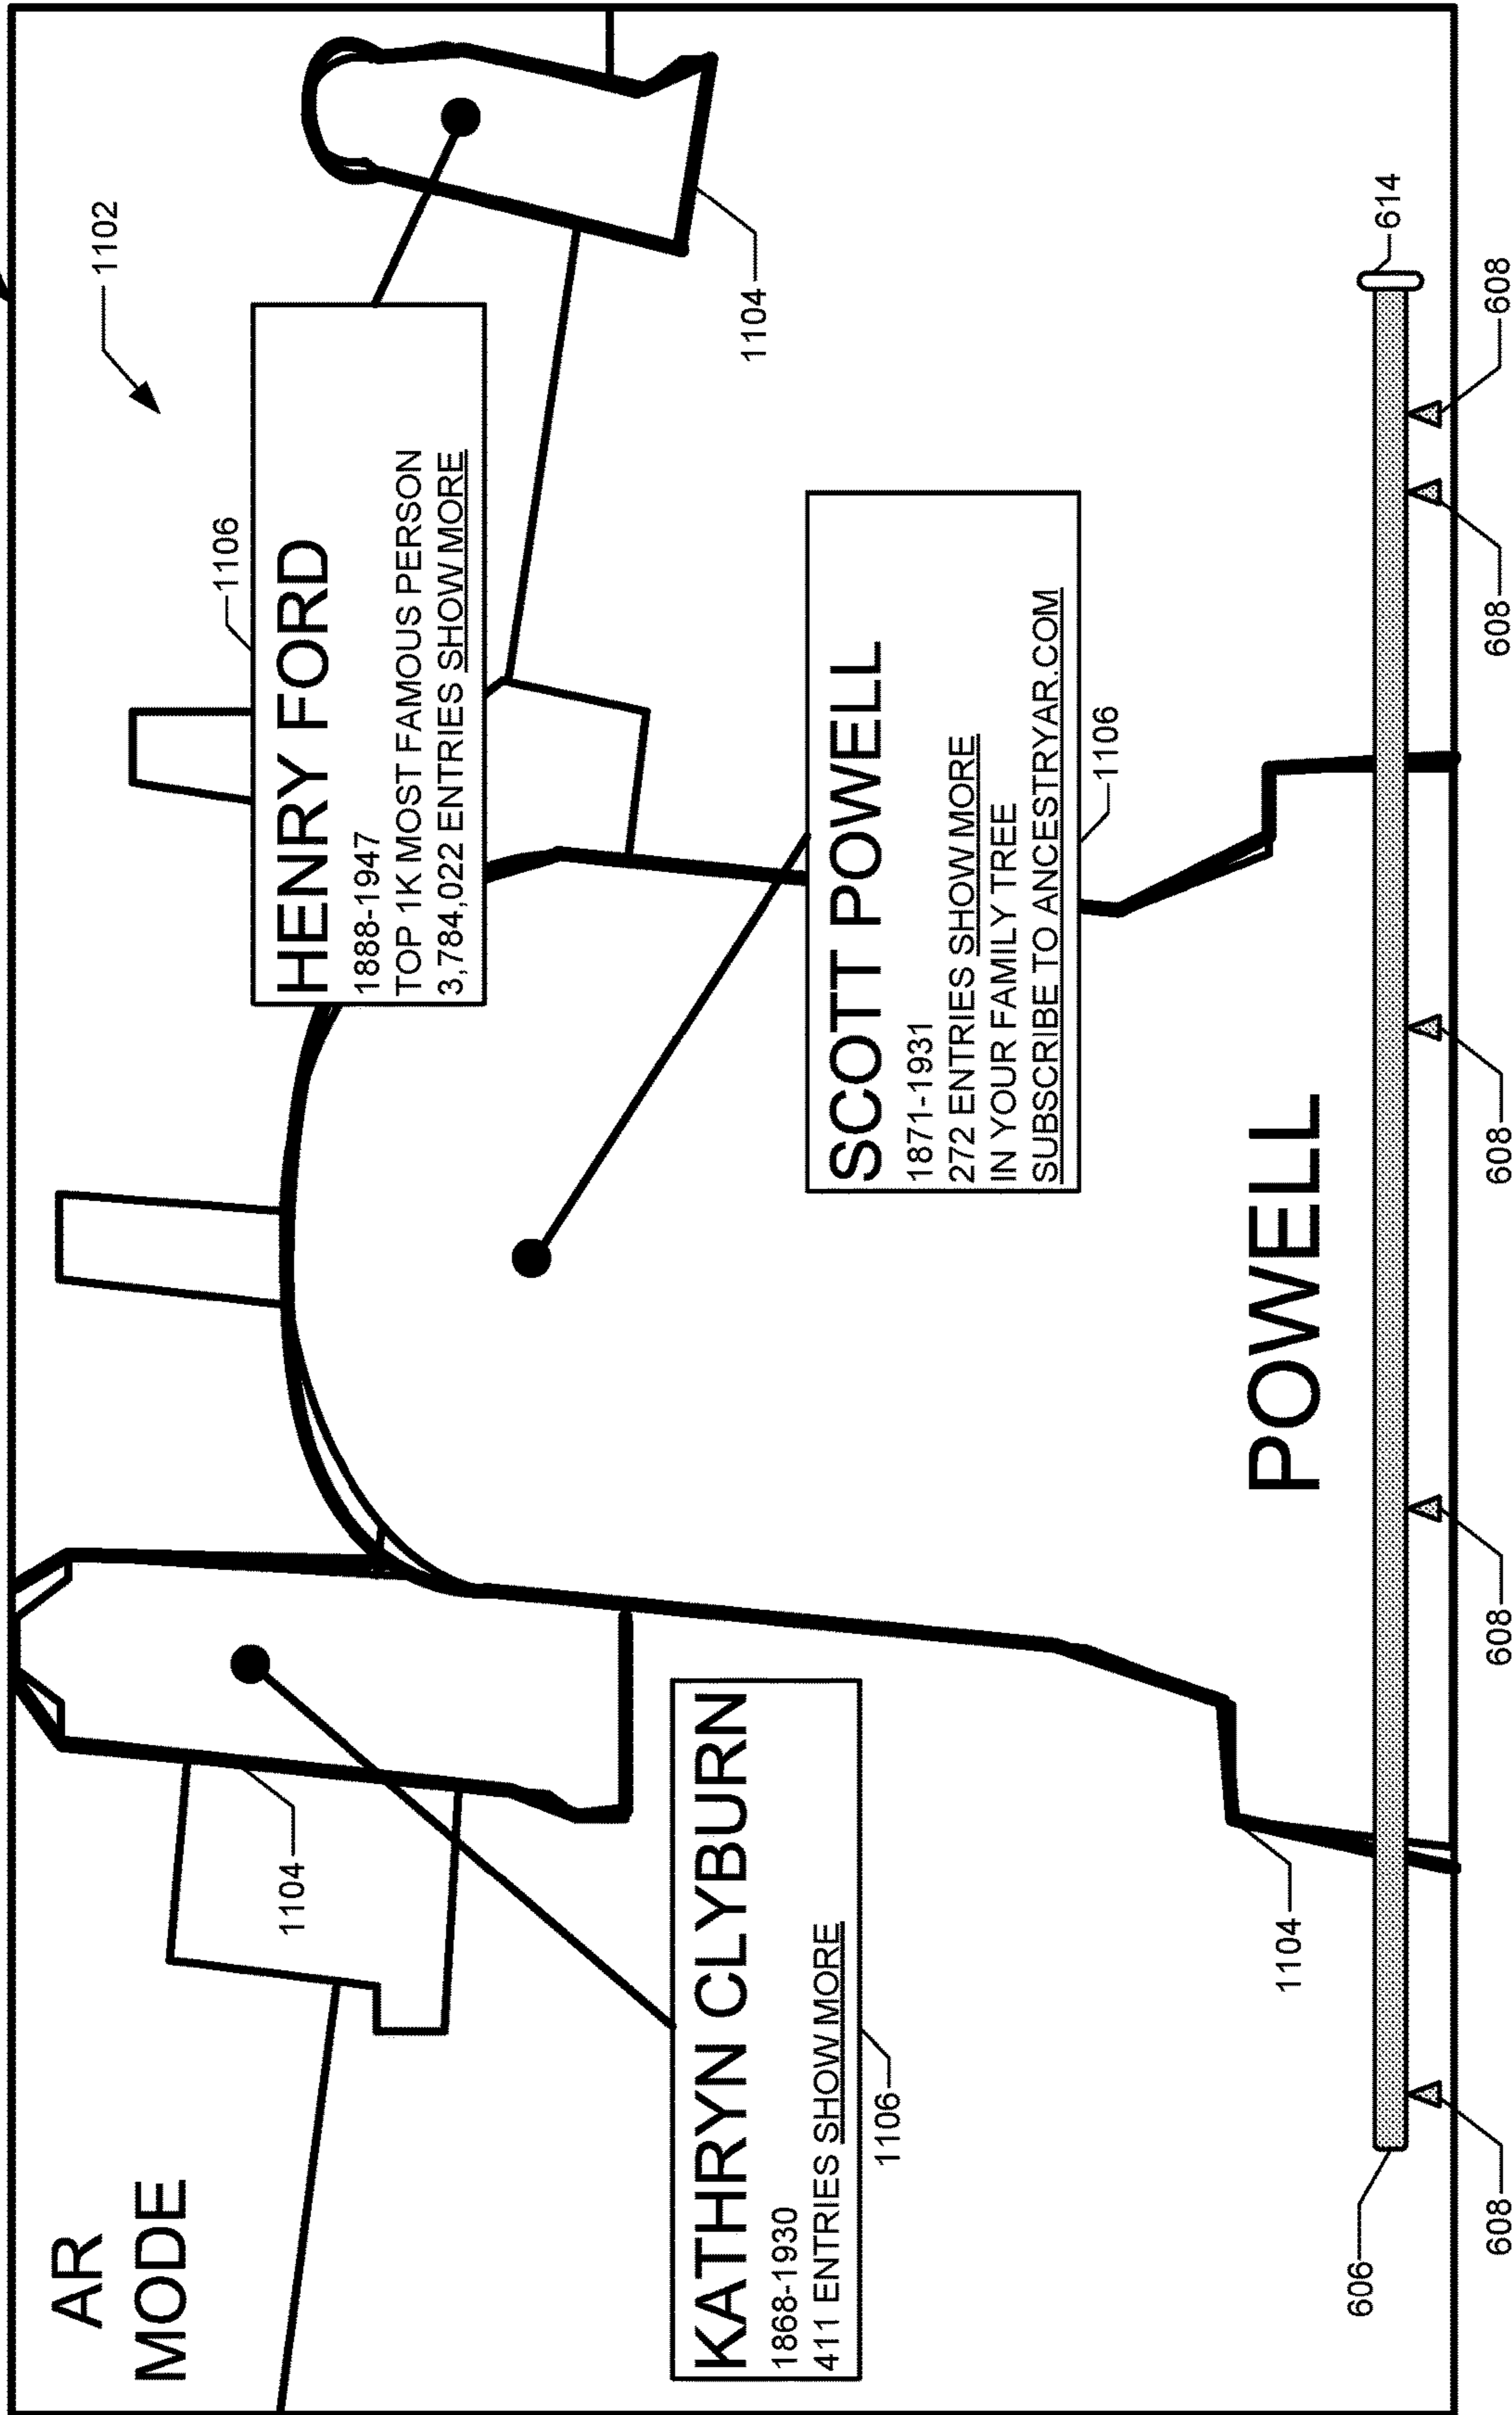 AR
MODE
1102
1106
HENRY FORD
1888-1947
TOP 1K MOST FAMOUS PERSON
3,784,022 ENTRIES SHOW MORE
1104
1104
KATHRYN CLYBURN
1868-1930
411 ENTRIES SHOW MORE
1106
SCOTT POWELL
1871-1931
272 ENTRIES SHOW MORE
IN YOUR FAMILY TREE
SUBSCRIBE TO ANCESTRYAR.COM
1106
POWELL
1104
606
614
608
608
608
608
608